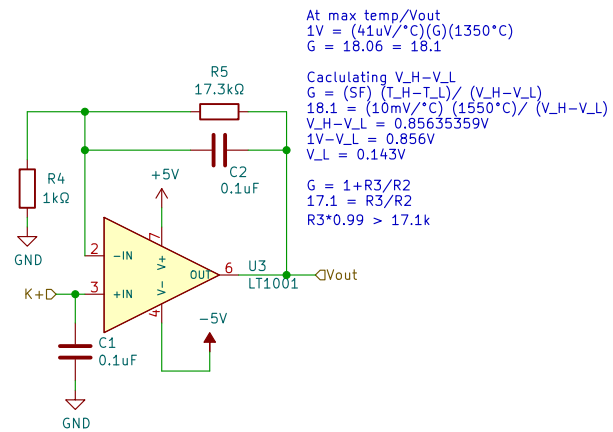 At max temp/Vout
1V = (41uV/°C)(G)(1350°C)
G = 18.06 = 18.1
Caclulating V_H-V_L
G = (SF) (T_H-T_L)/ (V_H-V_L)
18.1 = (10mV/°C) (1550°C)/ (V_H-V_L)
V_H-V_L = 0.85635359V
1V-V_L = 0.856V
V_L = 0.143V
G = 1+R3/R2
17.1 = R3/R2
R3*0.99 > 17.1k
R5
17.3kΩ
C2
0.1uF
R4
1kΩ
GND
+5V
7
V+
2
-IN
OUT
6
U3
LT1001
Vout
K+
3
+IN
V-
4
-5V
C1
0.1uF
GND